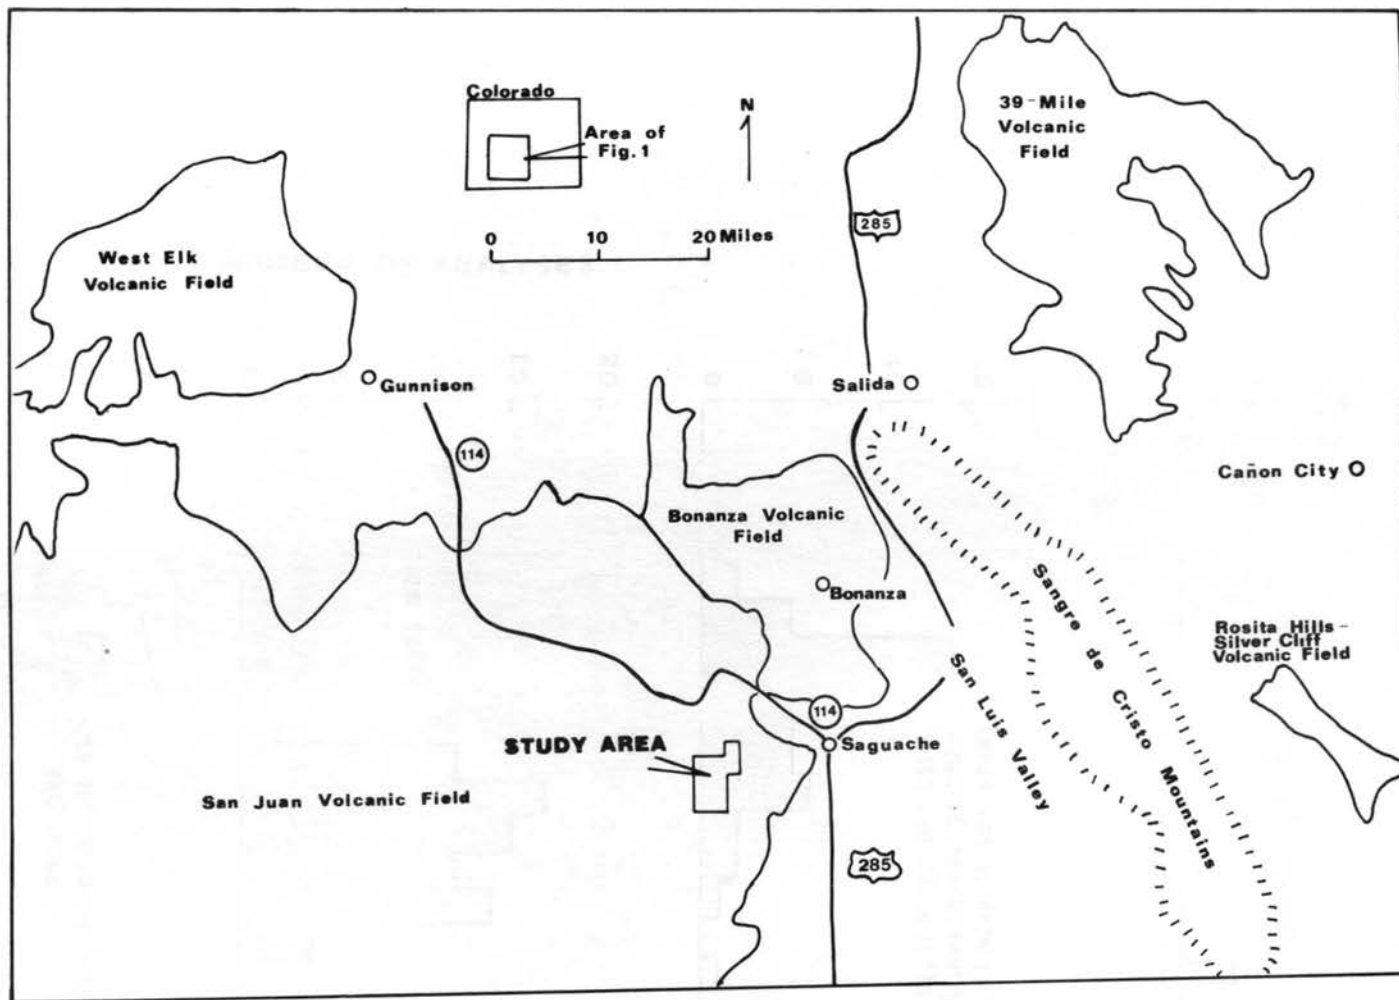 Colorado
Area of
Fig.1
N
0 10 20 Miles
39-Mile
Volcanic
Field
285
West Elk
Volcanic Field
Gunnison
Salida
114
Cañon City
Bonanza Volcanic
Field
Bonanza
Sangre de Cristo Mountains
Rosita Hills-
Silver Cliff
Volcanic Field
San Luis Valley
114
Saguache
STUDY AREA
San Juan Volcanic Field
285